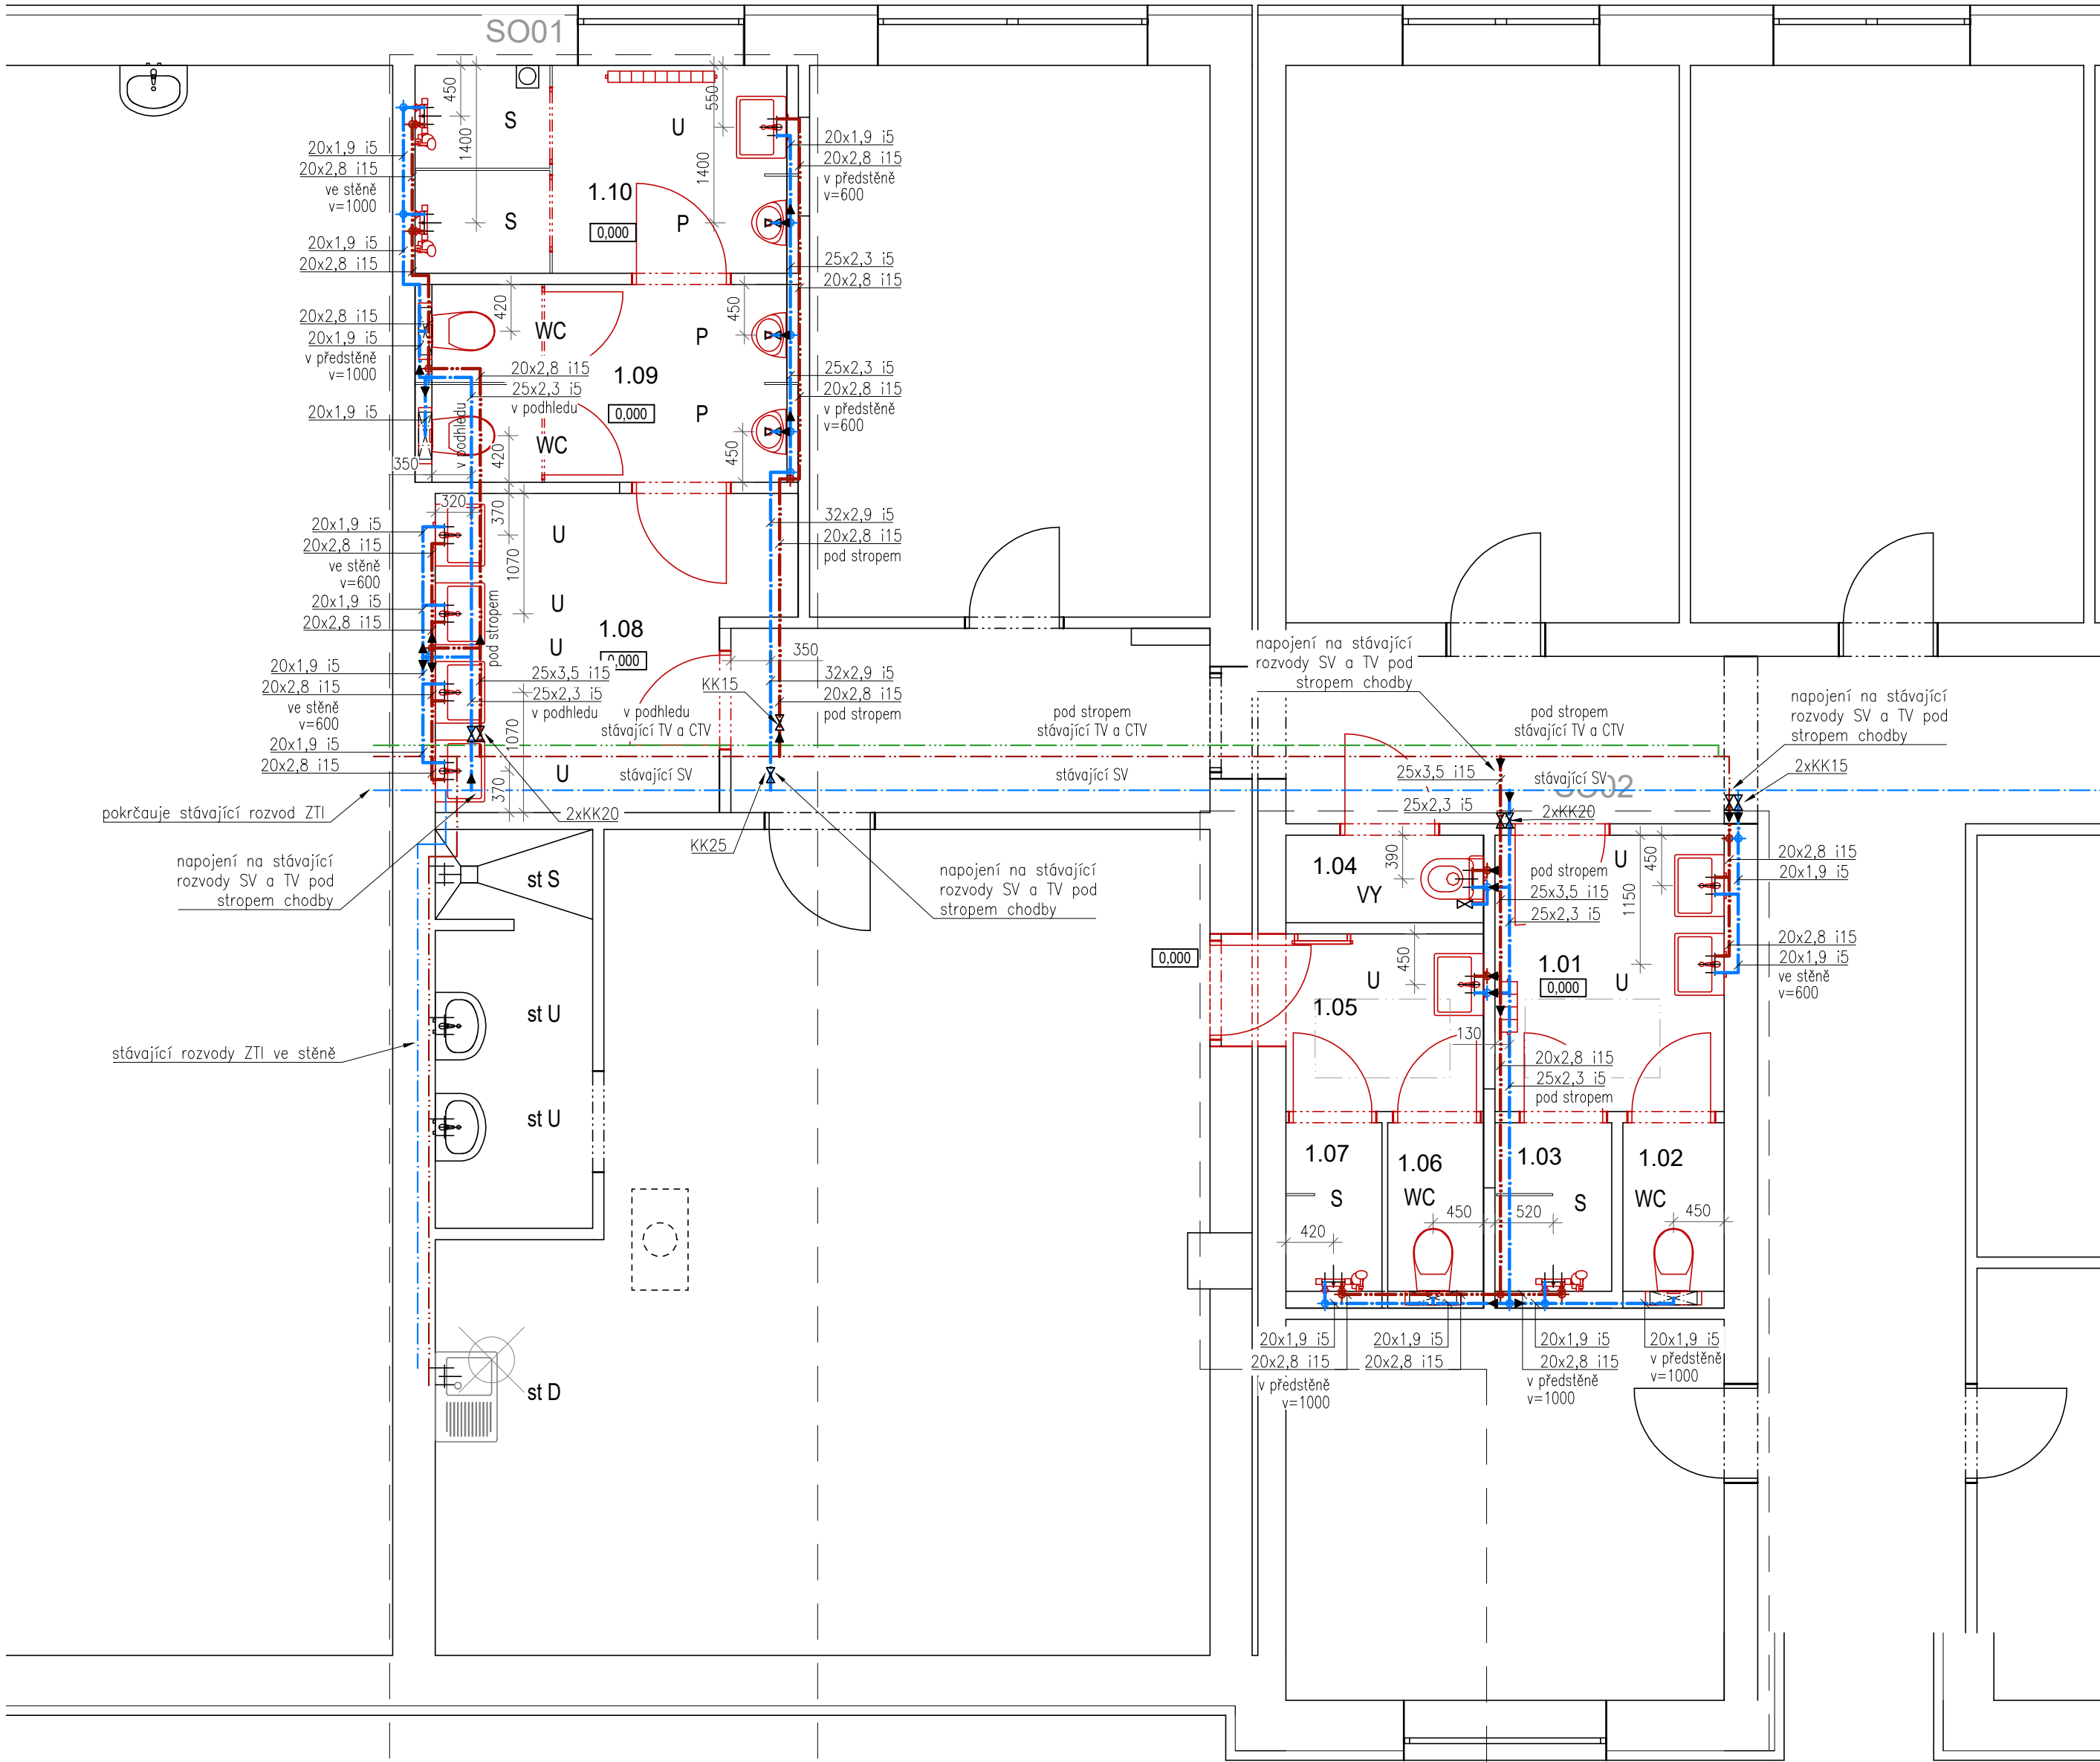 SO01
450
1400
S
S
U
550
1400
1.10
0,000
P
20x1,9 i5
20x2,8 i15
ve stěně
v=1000
20x1,9 i5
20x2,8 i15
20x1,9 i5
20x2,8 i15
v předstěně
v=600
25x2,3 i5
20x2,8 i15
20x2,8 i15
20x1,9 i5
v předstěně
v=1000
20x1,9 i5
420
WC
450
P
20x2,8 i15
25x2,3 i5
v podhledu
1.09
0,000
P
25x2,3 i5
20x2,8 i15
v předstěně
v=600
WC
v podhledu
420
450
350
320
370
1070
20x1,9 i5
20x2,8 i15
ve stěně
v=600
20x1,9 i5
20x2,8 i15
U
U
U
pod stropem
1.08
0,000
32x2,9 i5
20x2,8 i15
pod stropem
20x1,9 i5
20x2,8 i15
ve stěně
v=600
20x1,9 i5
20x2,8 i15
25x3,5 i15
25x2,3 i5
v podhledu
1070
370
U
v podhledu
stávající TV a CTV
stávající SV
KK15
350
32x2,9 i5
20x2,8 i15
pod stropem
pod stropem
stávající TV a CTV
stávající SV
napojení na stávající
rozvody SV a TV pod
stropem chodby
pod stropem
stávající TV a CTV
stávající SV
napojení na stávající
rozvody SV a TV pod
stropem chodby
2xKK15
SO02
25x3,5 i15
25x2,3 i5
2xKK20
pokrčauje stávající rozvod ZTI
2xKK20
KK25
napojení na stávající
rozvody SV a TV pod
stropem chodby
napojení na stávající
rozvody SV a TV pod
stropem chodby
st S
st U
st U
stávající rozvody ZTI ve stěně
st D
1.04
VY
390
pod stropem
25x3,5 i15
25x2,3 i5
U
450
1150
20x2,8 i15
20x1,9 i5
20x2,8 i15
20x1,9 i5
ve stěně
v=600
0,000
450
U
1.05
1.01
0,000
U
130
20x2,8 i15
25x2,3 i5
pod stropem
1.07
S
1.06
WC
1.03
S
1.02
WC
420
450
520
450
20x1,9 i5
20x2,8 i15
v předstěně
v=1000
20x1,9 i5
20x2,8 i15
20x1,9 i5
20x2,8 i15
v předstěně
v=1000
20x1,9 i5
v předstěně
v=1000